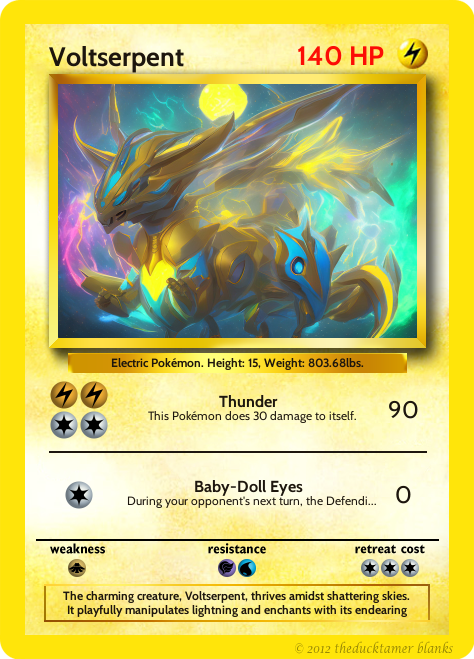 Voltserpent 140 HP
Electric Pokémon. Height: 15, Weight: 803.68lbs.
Thunder
This Pokémon does 30 damage to itself.
90
Baby-Doll Eyes
During your opponent's next turn, the Defendi...
0
weakness resistance retreat cost
The charming creature, Voltserpent, thrives amidst shattering skies.
It playfully manipulates lightning and enchants with its endearing
© 2012 theducktamer blanks